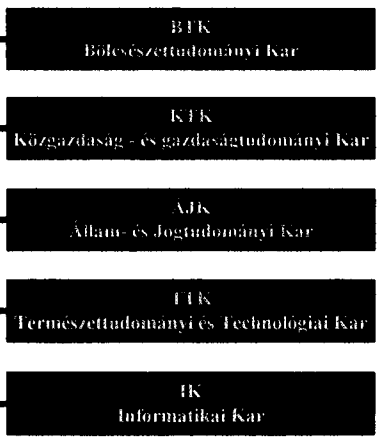 BTK
Bölcsészettudományi Kar
KTK
Közgazdaság - és gazdaságtudományi Kar
ÁJK
Állam- és Jogtudományi Kar
TTK
Természettudományi és Technológiai Kar
IK
Informatikai Kar